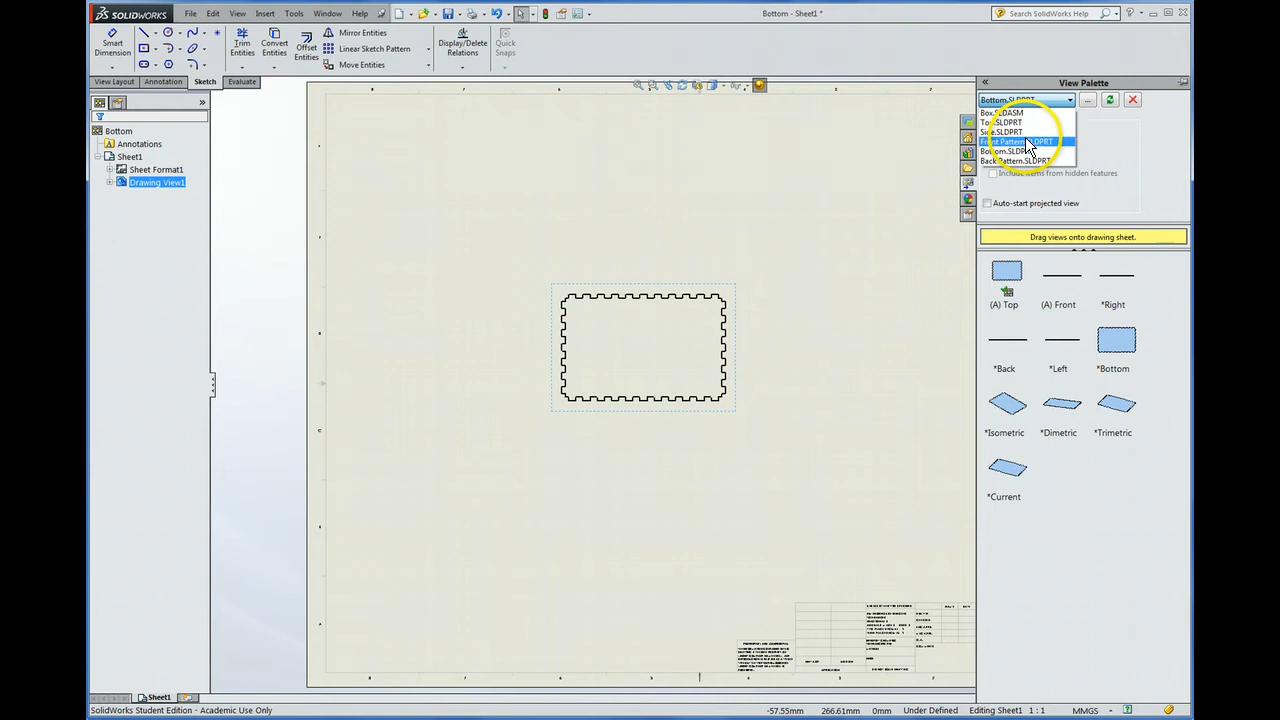 SOLIDWORKS
File
Edit
View
Insert
Tools
Window
Help
Bottom - Sheet1 *
Search SolidWorks Help
Smart Dimension
Trim Entities
Convert Entities
Offset Entities
Mirror Entities
Linear Sketch Pattern
Move Entities
Display/Delete Relations
Quick Snaps
View Layout
Annotation
Sketch
Evaluate
View Palette
Bottom.SLDPRT
Box.SLDASM
Side.SLDPRT
Front Pattern.SLDPRT
Back Pattern.SLDPRT
Include items from hidden features
Auto-start projected view
Drag views onto drawing sheet.
(A) Top
(A) Front
*Right
*Back
*Left
*Bottom
*Isometric
*Dimetric
*Trimetric
*Current
Bottom
Annotations
Sheet1
Sheet Format1
Drawing View1
Sheet1
SolidWorks Student Edition - Academic Use Only
-57.55mm
266.61mm
0mm
Under Defined
Editing Sheet1
1 : 1
MMGS